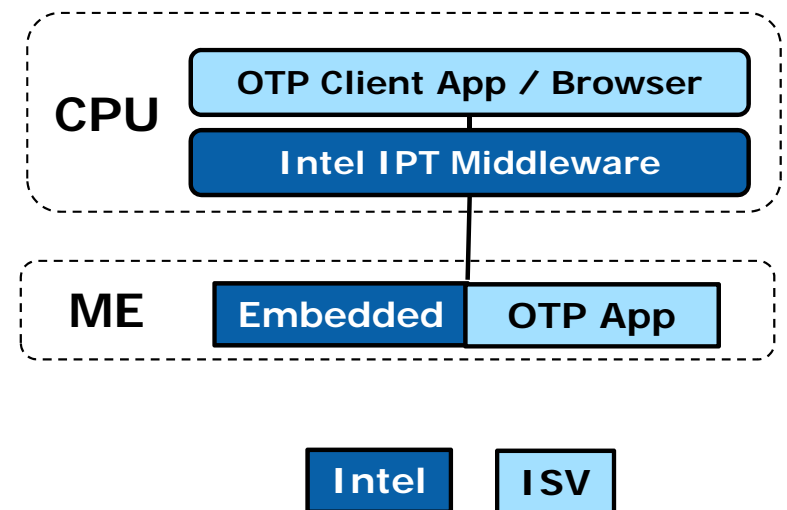 CPU
OTP Client App / Browser
Intel IPT Middleware
ME
Embedded
OTP App
Intel
ISV